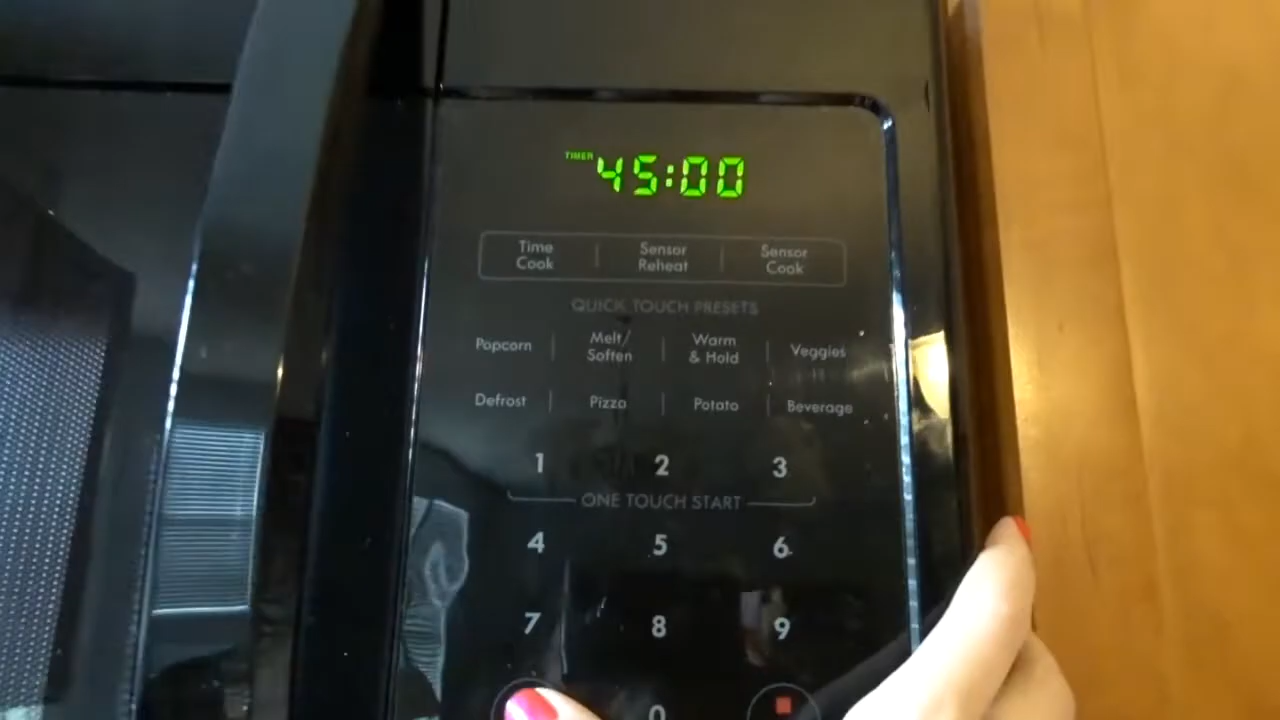 TIMER 45:00
Time Cook Sensor Reheat Sensor Cook
QUICK TOUCH PRESETS
Popcorn Melt/ Soften Warm & Hold Veggies
Defrost Pizza Potato Beverage
1 2 3
ONE TOUCH START
4 5 6
7 8 9
0